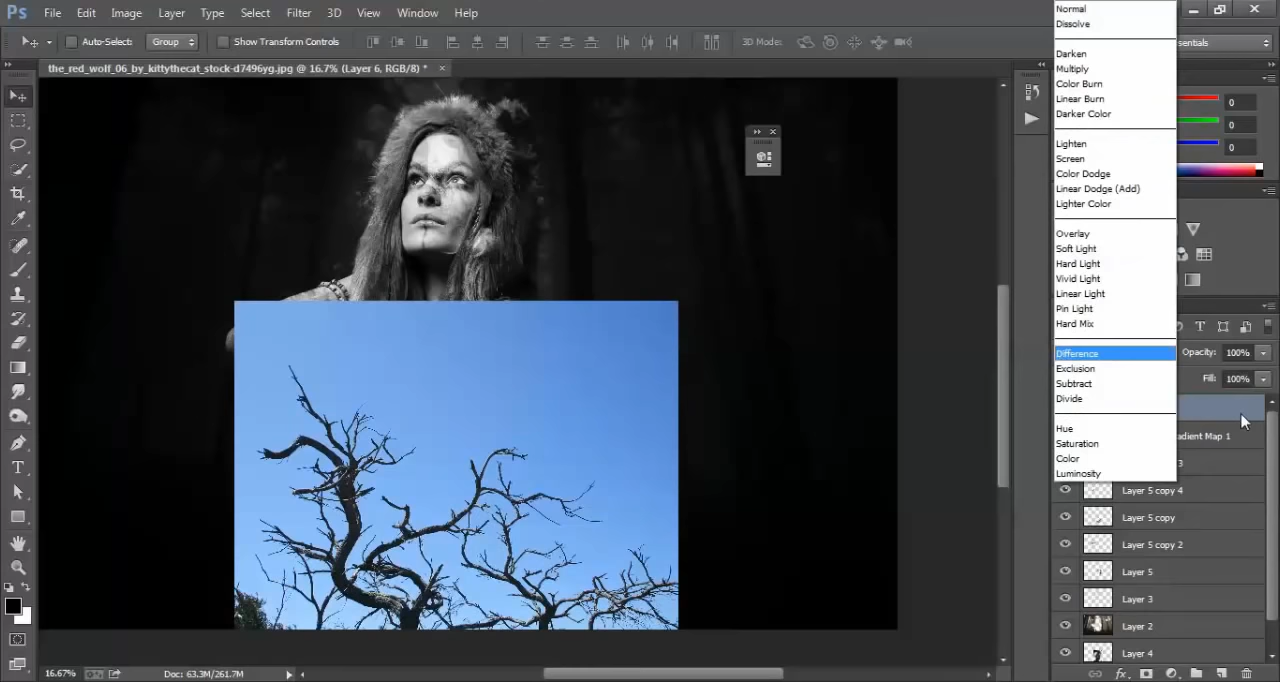 Ps File Edit Image Layer Type Select Filter 3D View Window Help
Auto-Select: Group Show Transform Controls 3D Mode: sentials
the_red_wolf_06_by_kittythecat_stock-d7496yg.jpg @ 16.7% (Layer 6, RGB/8) * ×
Normal
Dissolve
Darken
Multiply
Color Burn
Linear Burn
Darker Color
Lighten
Screen
Color Dodge
Linear Dodge (Add)
Lighter Color
Overlay
Soft Light
Hard Light
Vivid Light
Linear Light
Pin Light
Hard Mix
Difference
Exclusion
Subtract
Divide
Hue
Saturation
Color
Luminosity
0
0
0
T
Opacity: 100%
Fill: 100%
adient Map 1
3
Layer 5 copy 4
Layer 5 copy
Layer 5 copy 2
Layer 5
Layer 3
Layer 2
Layer 4
fx
T
16.67% Doc: 63.3M/261.7M